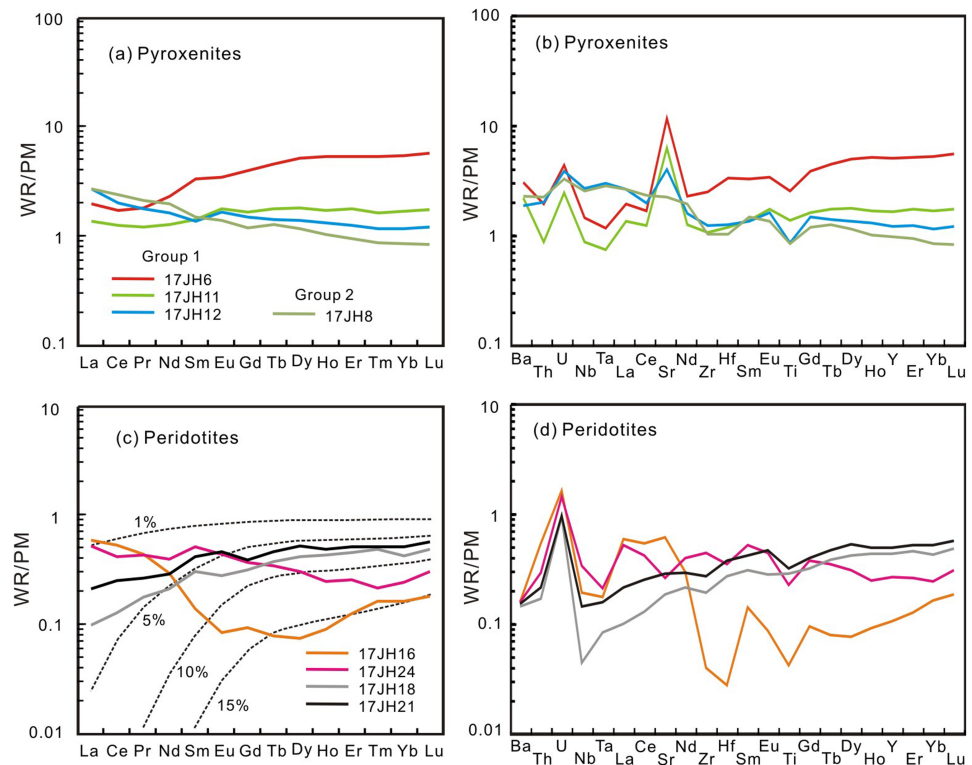 (a) Pyroxenites
100
10
1
0.1
WR/PM
Group 1
17JH6
17JH11
17JH12
Group 2
17JH8
La Ce Pr Nd Sm Eu Gd Tb Dy Ho Er Tm Yb Lu
(b) Pyroxenites
100
10
1
0.1
WR/PM
Ba Th U Nb Ta La Ce Sr Nd Zr Hf Sm Eu Ti Gd Tb Dy Ho Y Er Yb Lu
(c) Peridotites
10
1
0.1
0.01
WR/PM
1%
5%
10%
15%
17JH16
17JH24
17JH18
17JH21
La Ce Pr Nd Sm Eu Gd Tb Dy Ho Er Tm Yb Lu
(d) Peridotites
10
1
0.1
0.01
WR/PM
Ba Th U Nb Ta La Ce Sr Nd Zr Hf Sm Eu Ti Gd Tb Dy Ho Y Er Yb Lu